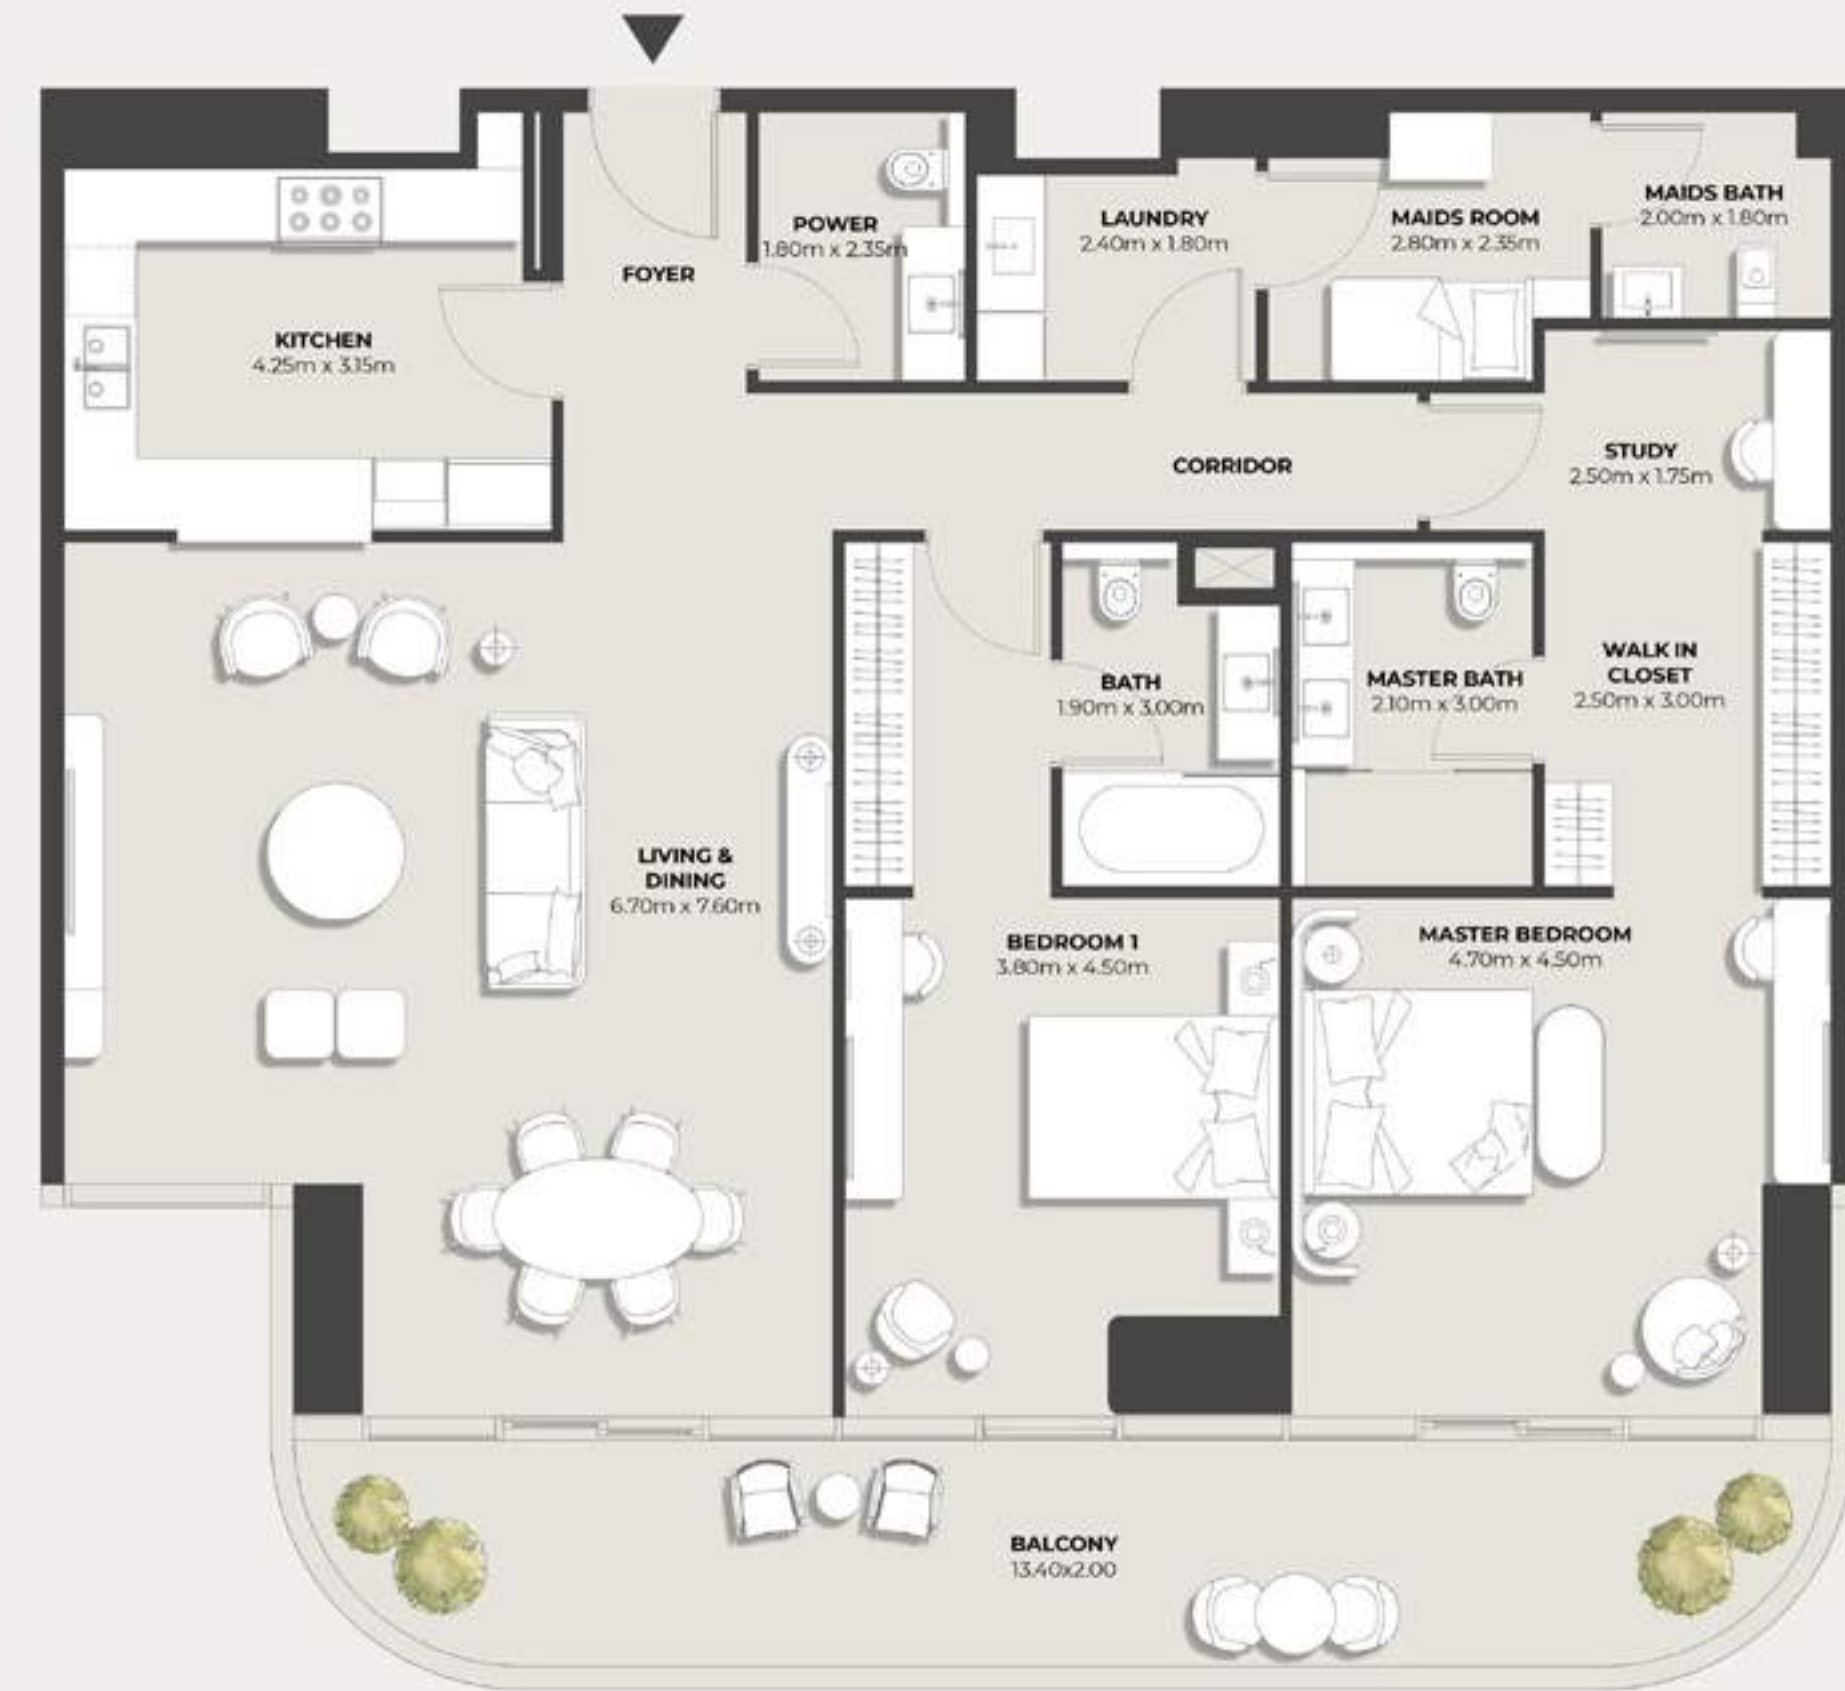 POWER
1.80m x 2.35m
LAUNDRY
2.40m x 1.80m
MAIDS ROOM
2.80m x 2.35m
MAIDS BATH
2.00m x 1.80m
FOYER
KITCHEN
4.25m x 3.15m
CORRIDOR
STUDY
2.50m x 1.75m
BATH
1.90m x 3.00m
MASTER BATH
2.10m x 3.00m
WALK IN
CLOSET
2.50m x 3.00m
LIVING &
DINING
6.70m x 7.60m
BEDROOM 1
3.80m x 4.50m
MASTER BEDROOM
4.70m x 4.50m
BALCONY
13.40x2.00